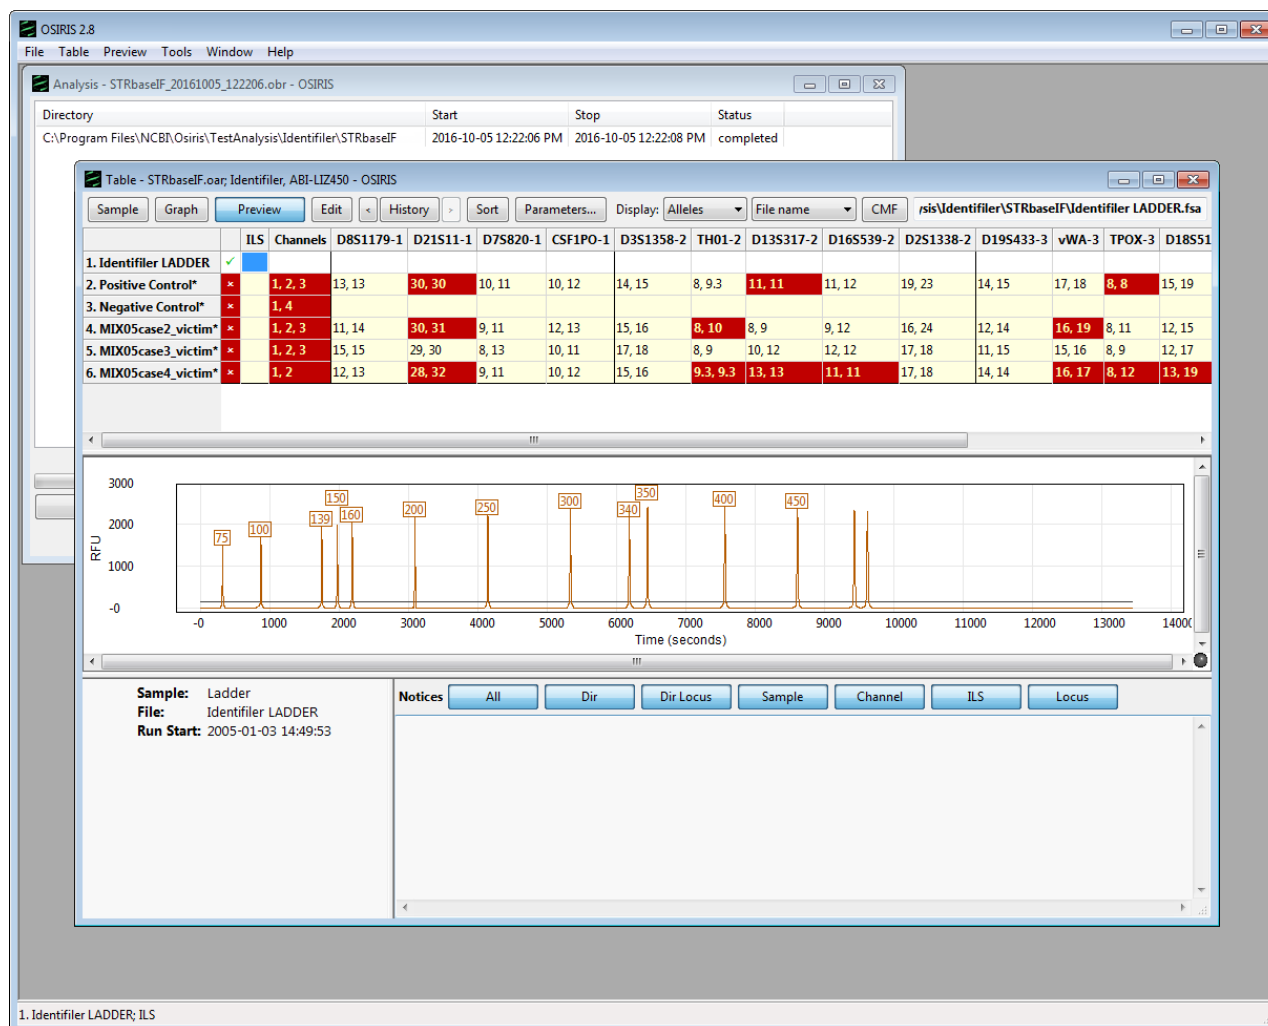 OSIRIS 2.8
File Table Preview Tools Window Help
Analysis - STRbaseIF_20161005_122206.obr - OSIRIS
Directory Start Stop Status
C:\Program Files\NCBI\Osiris\TestAnalysis\Identifiler\STRbaseIF 2016-10-05 12:22:06 PM 2016-10-05 12:22:08 PM completed
Table - STRbaseIF.oar; Identifiler, ABI-LIZ450 - OSIRIS
Sample Graph Preview Edit < History > Sort Parameters... Display: Alleles File name CMF ysis\Identifiler\STRbaseIF\Identifiler LADDER.fsa
ILS Channels D8S1179-1 D21S11-1 D7S820-1 CSF1PO-1 D3S1358-2 TH01-2 D13S317-2 D16S539-2 D2S1338-2 D19S433-3 vWA-3 TPOX-3 D18S51
1. Identifiler LADDER ✓
2. Positive Control* × 1, 2, 3 13, 13 30, 30 10, 11 10, 12 14, 15 8, 9.3 11, 11 11, 12 19, 23 14, 15 17, 18 8, 8 15, 19
3. Negative Control* × 1, 4
4. MIX05case2_victim* × 1, 2, 3 11, 14 30, 31 9, 11 12, 13 15, 16 8, 10 8, 9 9, 12 16, 24 12, 14 16, 19 8, 11 12, 15
5. MIX05case3_victim* × 1, 2, 3 15, 15 29, 30 8, 13 10, 11 17, 18 8, 9 10, 12 12, 12 17, 18 11, 15 15, 16 8, 9 12, 17
6. MIX05case4_victim* × 1, 2 12, 13 28, 32 9, 11 10, 12 15, 16 9.3, 9.3 13, 13 11, 11 17, 18 14, 14 16, 17 8, 12 13, 19
3000
2000
1000
-0
RFU
75 100 139 150 160 200 250 300 340 350 400 450
-0 1000 2000 3000 4000 5000 6000 7000 8000 9000 10000 11000 12000 13000 1400
Time (seconds)
Sample: Ladder
File: Identifiler LADDER
Run Start: 2005-01-03 14:49:53
Notices All Dir Dir Locus Sample Channel ILS Locus
1. Identifiler LADDER; ILS